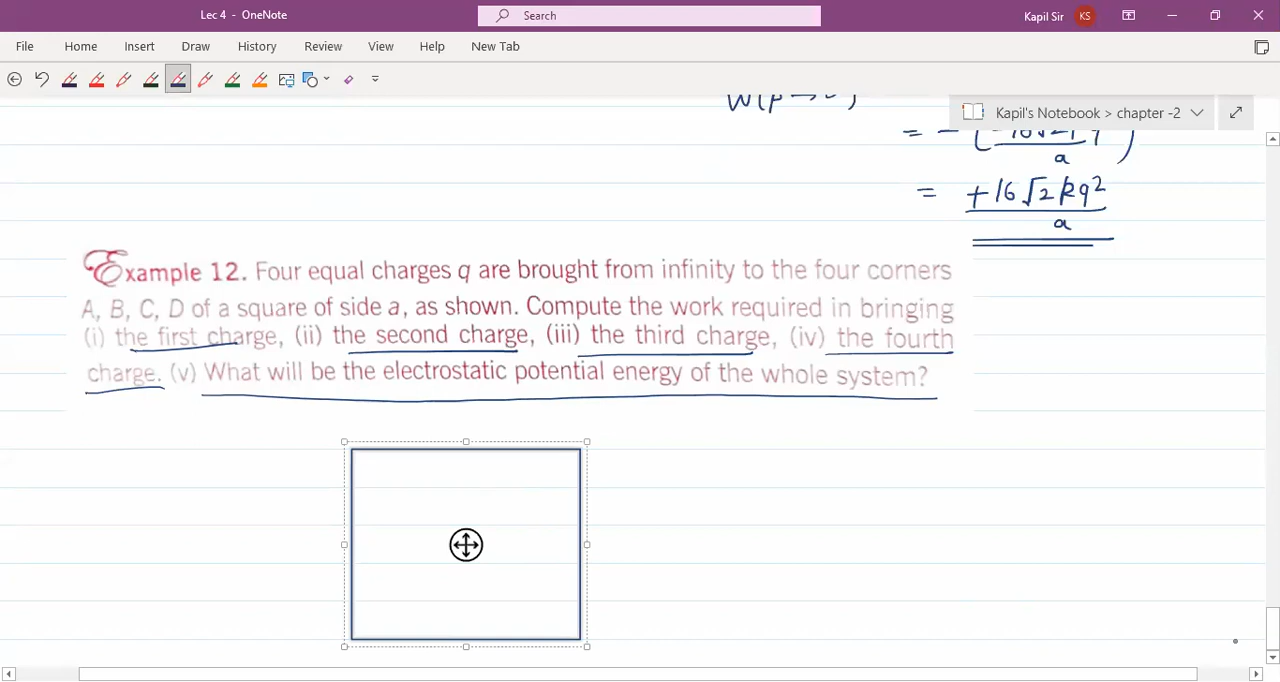 Lec 4 - OneNote
Search
Kapil Sir KS
File Home Insert Draw History Review View Help New Tab
Kapil's Notebook > chapter -2
a
= +16√2 kq²
a
Example 12. Four equal charges q are brought from infinity to the four corners
A, B, C, D of a square of side a, as shown. Compute the work required in bringing
(i) the first charge, (ii) the second charge, (iii) the third charge, (iv) the fourth
charge. (v) What will be the electrostatic potential energy of the whole system?